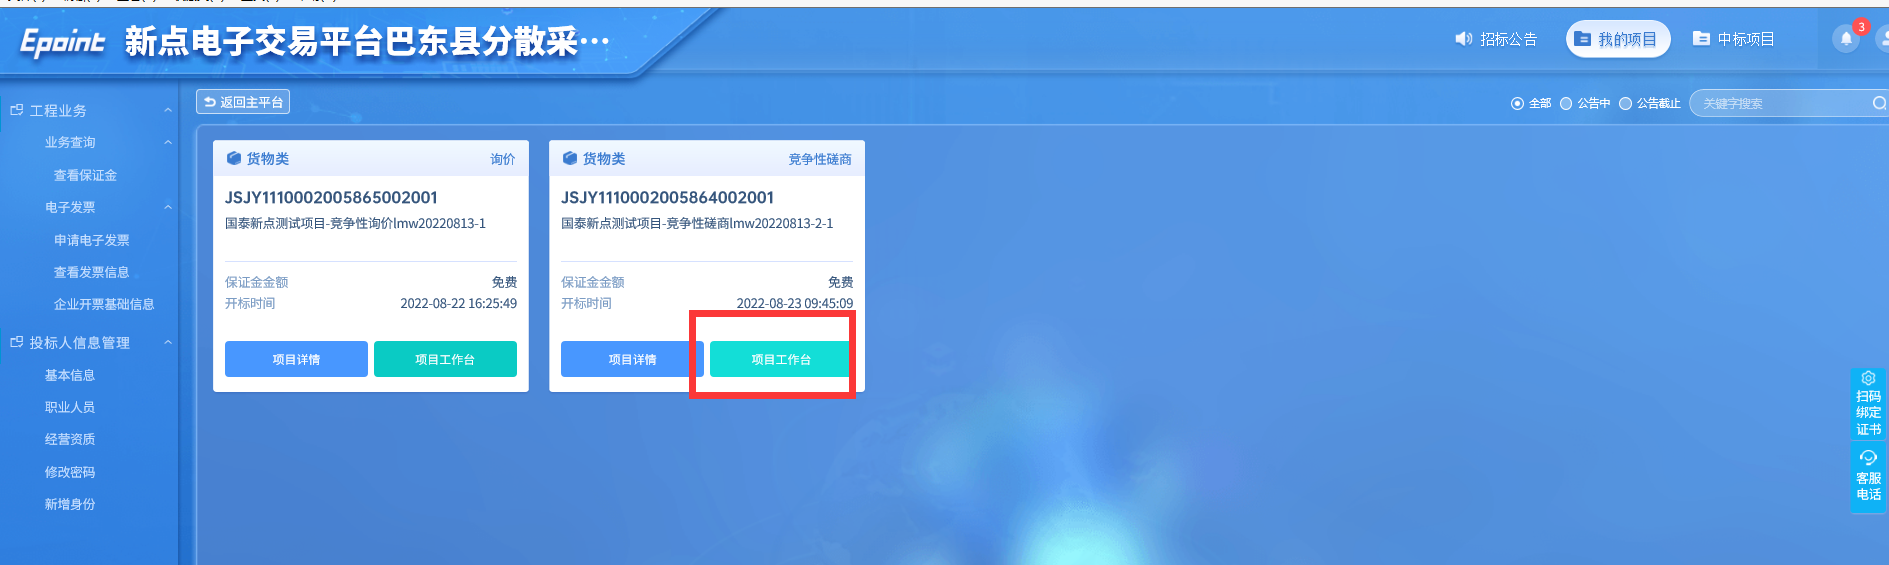 Epoint 新点电子交易平台巴东县分散采…
招标公告 我的项目 中标项目 3
工程业务
业务查询
查看保证金
电子发票
申请电子发票
查看发票信息
企业开票基础信息
投标人信息管理
基本信息
职业人员
经营资质
修改密码
新增身份
返回主平台
全部 公告中 公告截止 关键字搜索
货物类 询价
JSJY1110002005865002001
国泰新点测试项目-竞争性询价lmw20220813-1
保证金金额 免费
开标时间 2022-08-22 16:25:49
项目详情 项目工作台
货物类 竞争性磋商
JSJY1110002005864002001
国泰新点测试项目-竞争性磋商lmw20220813-2-1
保证金金额 免费
开标时间 2022-08-23 09:45:09
项目详情 项目工作台
扫码
绑定
证书
客服
电话